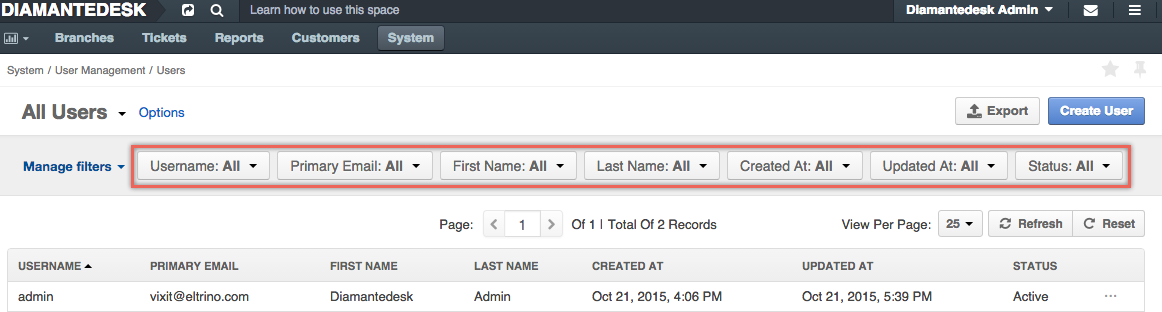 DIAMANTEDESK Learn how to use this space Diamantedesk Admin
Branches Tickets Reports Customers System
System / User Management / Users
All Users Options Export Create User
Manage filters Username: All Primary Email: All First Name: All Last Name: All Created At: All Updated At: All Status: All
Page: 1 Of 1 | Total Of 2 Records View Per Page: 25 Refresh Reset
USERNAME PRIMARY EMAIL FIRST NAME LAST NAME CREATED AT UPDATED AT STATUS
admin vixit@eltrino.com Diamantedesk Admin Oct 21, 2015, 4:06 PM Oct 21, 2015, 5:39 PM Active ...